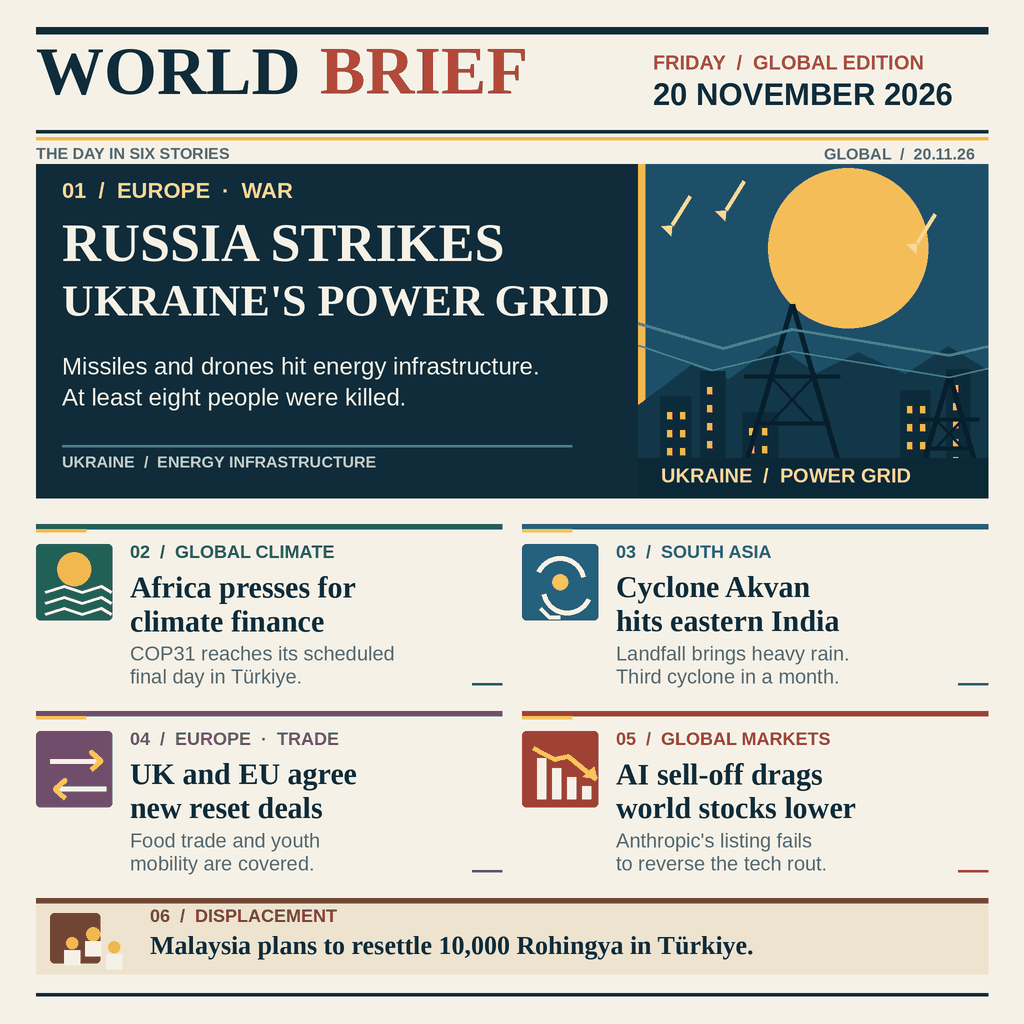 WORLD BRIEF
FRIDAY / GLOBAL EDITION
20 NOVEMBER 2026
THE DAY IN SIX STORIES
GLOBAL / 20.11.26
01 / EUROPE · WAR
RUSSIA STRIKES
UKRAINE'S POWER GRID
Missiles and drones hit energy infrastructure.
At least eight people were killed.
UKRAINE / ENERGY INFRASTRUCTURE
UKRAINE / POWER GRID
02 / GLOBAL CLIMATE
Africa presses for
climate finance
COP31 reaches its scheduled
final day in Türkiye.
03 / SOUTH ASIA
Cyclone Akvan
hits eastern India
Landfall brings heavy rain.
Third cyclone in a month.
04 / EUROPE · TRADE
UK and EU agree
new reset deals
Food trade and youth
mobility are covered.
05 / GLOBAL MARKETS
AI sell-off drags
world stocks lower
Anthropic's listing fails
to reverse the tech rout.
06 / DISPLACEMENT
Malaysia plans to resettle 10,000 Rohingya in Türkiye.